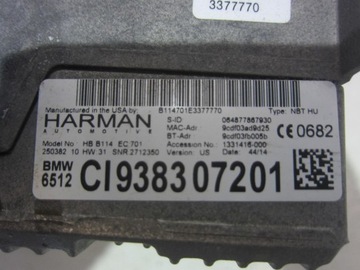 3377770
Manufactured in the USA B114701E3377770 Type: NBT HU
HARMAN
AUTOMOTIVE
S-ID 064877867930
MAC-Adr 9cdf03ad9d25
BT-Adr 9cdf03fb005b
CE 0682
Model No HB B114 EC 701 Accession No 1331416-000
250382 10 HW: 31 SNR 2712350 Version US Date: 44/14
BMW
6512 CI938307201